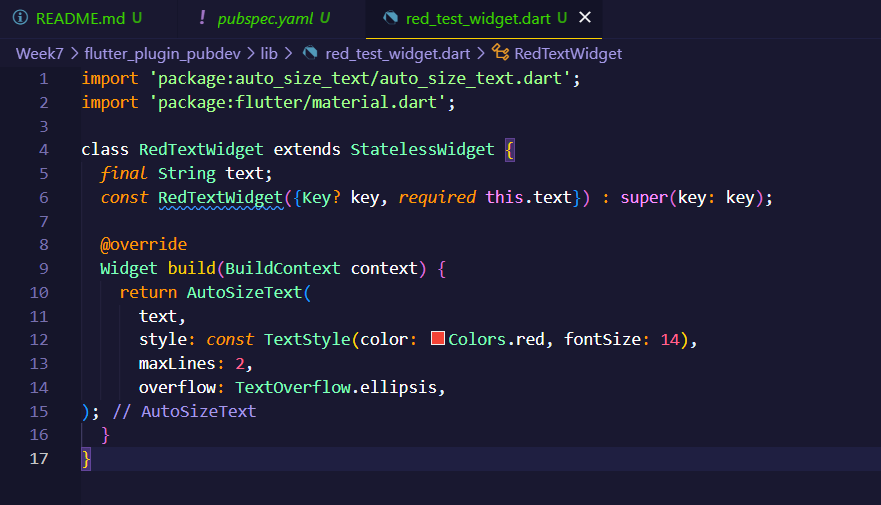 README.md U
! pubspec.yaml U
red_test_widget.dart U
Week7 > flutter_plugin_pubdev > lib > red_test_widget.dart > RedTextWidget
1 import 'package:auto_size_text/auto_size_text.dart';
2 import 'package:flutter/material.dart';
3
4 class RedTextWidget extends StatelessWidget {
5   final String text;
6   const RedTextWidget({Key? key, required this.text}) : super(key: key);
7
8   @override
9   Widget build(BuildContext context) {
10     return AutoSizeText(
11       text,
12       style: const TextStyle(color: Colors.red, fontSize: 14),
13       maxLines: 2,
14       overflow: TextOverflow.ellipsis,
15 ); // AutoSizeText
16   }
17 }